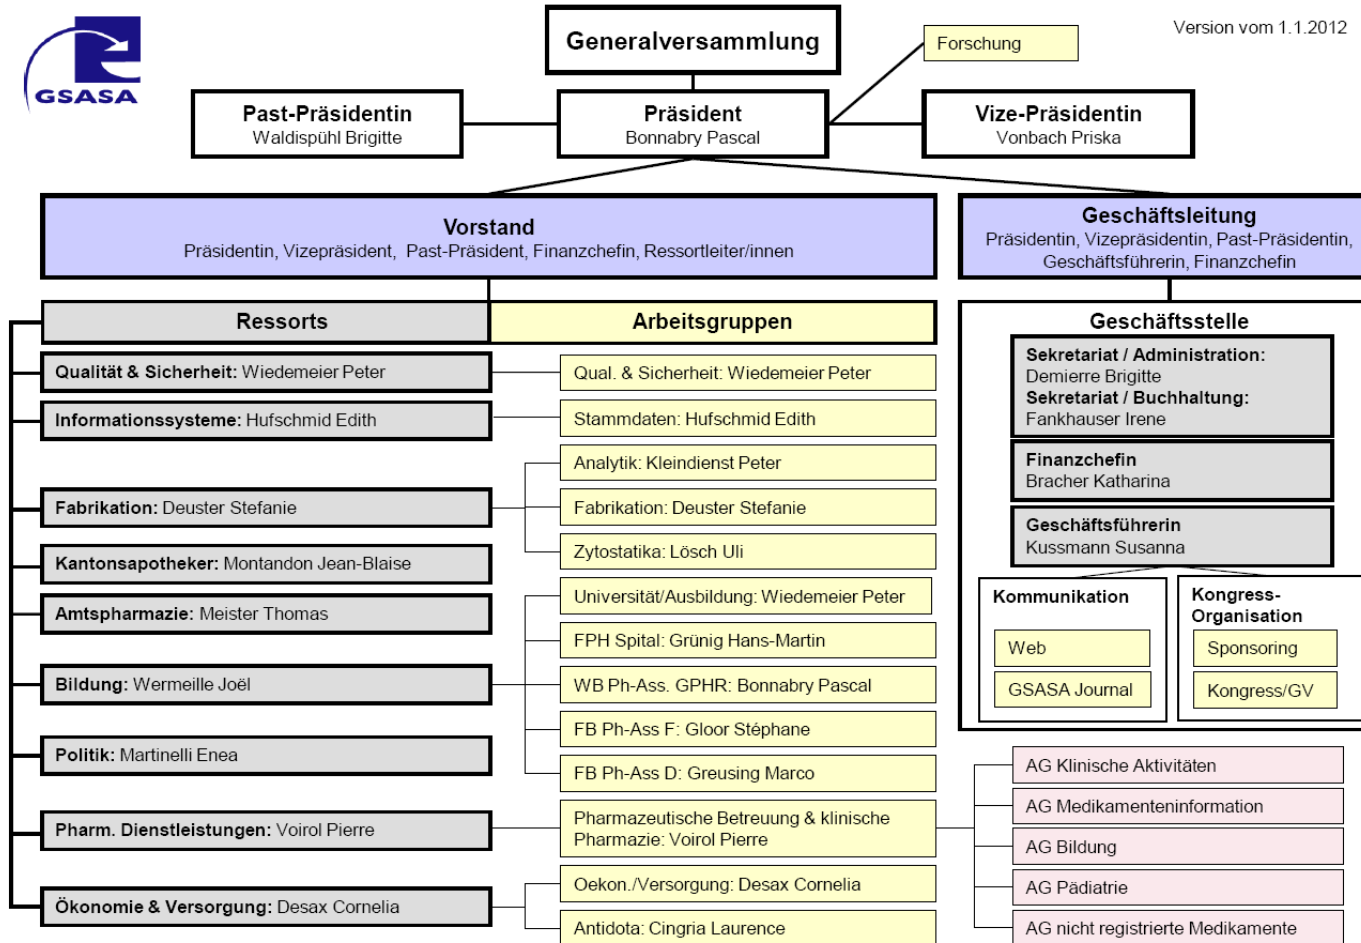 Version vom 1.1.2012
GSASA
Generalversammlung
Forschung
Past-Präsidentin
Waldispühl Brigitte
Präsident
Bonnabry Pascal
Vize-Präsidentin
Vonbach Priska
Vorstand
Präsidentin, Vizepräsident, Past-Präsident, Finanzchefin, Ressortleiter/innen
Geschäftsleitung
Präsidentin, Vizepräsidentin, Past-Präsidentin,
Geschäftsführerin, Finanzchefin
Ressorts
Arbeitsgruppen
Qualität & Sicherheit: Wiedemeier Peter
Qual. & Sicherheit: Wiedemeier Peter
Informationssysteme: Hufschmid Edith
Stammdaten: Hufschmid Edith
Fabrikation: Deuster Stefanie
Analytik: Kleindienst Peter
Fabrikation: Deuster Stefanie
Zytostatika: Lösch Uli
Kantonsapotheker: Montandon Jean-Blaise
Amtspharmazie: Meister Thomas
Bildung: Wermeille Joël
Universität/Ausbildung: Wiedemeier Peter
FPH Spital: Grünig Hans-Martin
WB Ph-Ass. GPHR: Bonnabry Pascal
FB Ph-Ass F: Gloor Stéphane
FB Ph-Ass D: Greusing Marco
Politik: Martinelli Enea
Pharm. Dienstleistungen: Voirol Pierre
Pharmazeutische Betreuung & klinische
Pharmazie: Voirol Pierre
Ökonomie & Versorgung: Desax Cornelia
Oekon./Versorgung: Desax Cornelia
Antidota: Cingria Laurence
Geschäftsstelle
Sekretariat / Administration:
Demierre Brigitte
Sekretariat / Buchhaltung:
Fankhauser Irene
Finanzchefin
Bracher Katharina
Geschäftsführerin
Kussmann Susanna
Kommunikation
Web
GSASA Journal
Kongress-
Organisation
Sponsoring
Kongress/GV
AG Klinische Aktivitäten
AG Medikamenteninformation
AG Bildung
AG Pädiatrie
AG nicht registrierte Medikamente